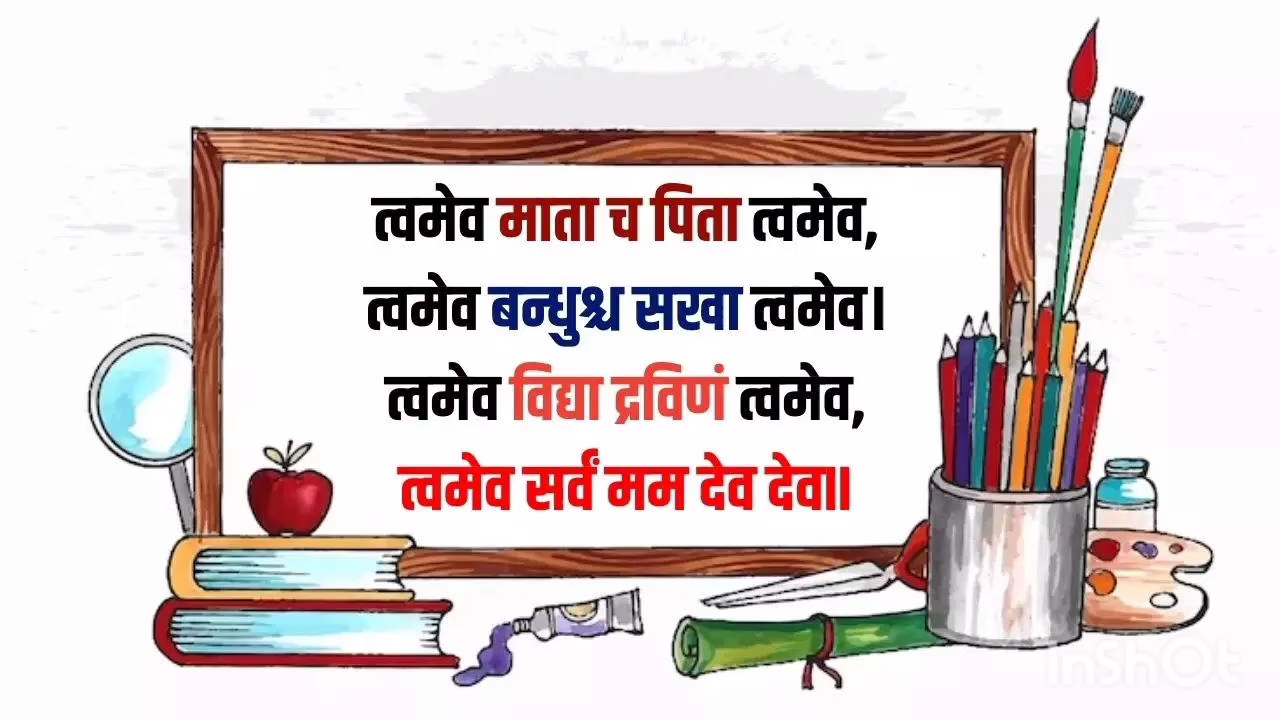 त्वमेव माता च पिता त्वमेव,
त्वमेव बन्धुश्च सखा त्वमेव।
त्वमेव विद्या द्रविणं त्वमेव,
त्वमेव सर्वं मम देव देव॥
InShOt